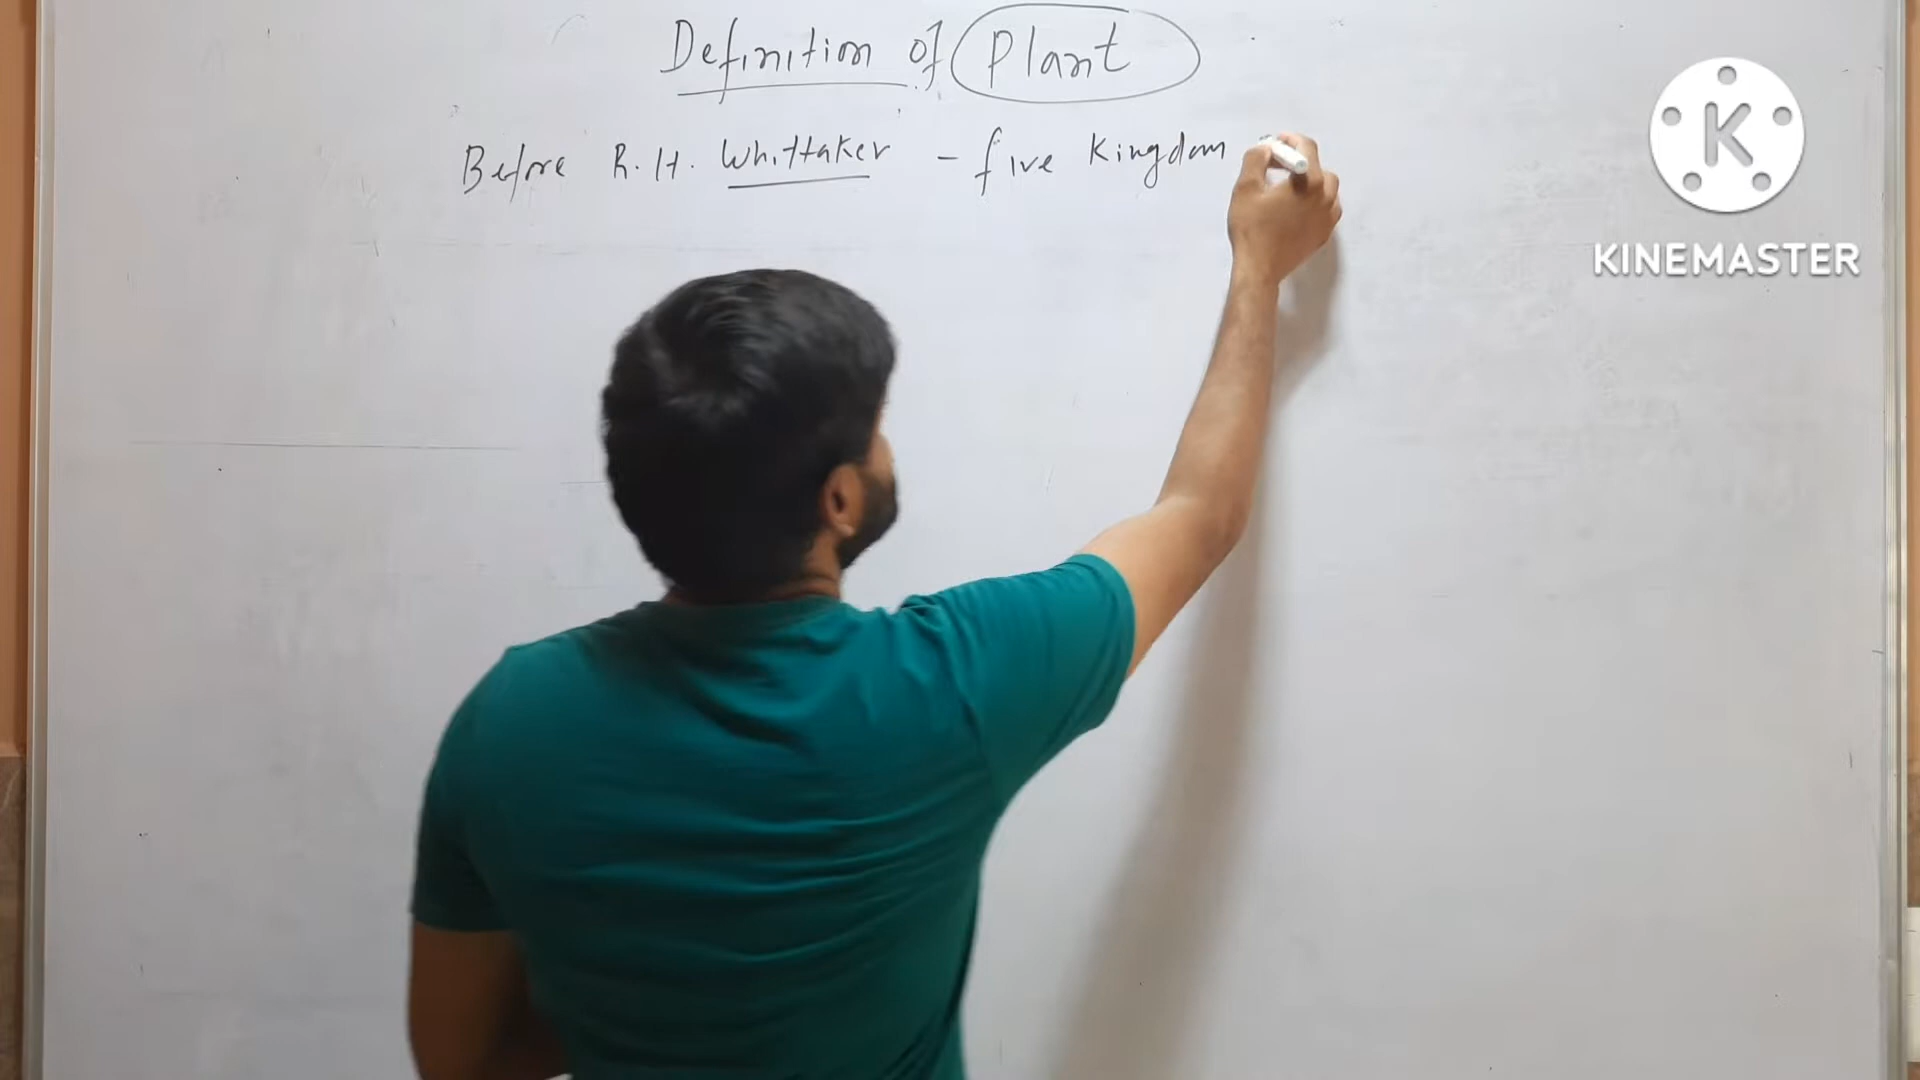 Definition of Plant
Before R.H. Whittaker - five Kingdom
K
KINEMASTER